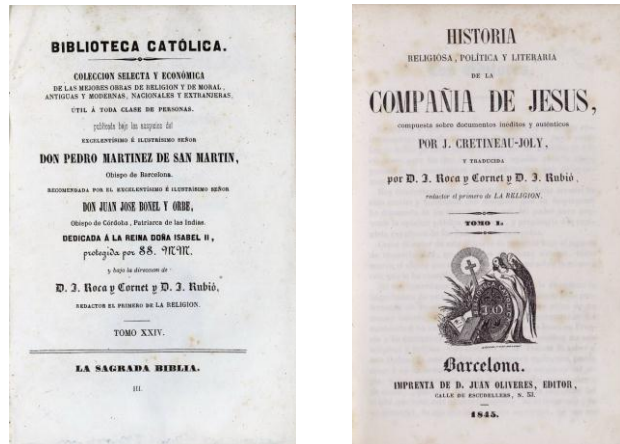 BIBLIOTECA CATÓLICA.
COLECCION SELECTA Y ECONÓMICA
DE LAS MEJORES OBRAS DE RELIGION Y DE MORAL,
ANTIGUAS Y MODERNAS, NACIONALES Y EXTRANJERAS,
ÚTIL Á TODA CLASE DE PERSONAS.
publicada bajo los auspicios del
EXCELENTÍSIMO É ILUSTRÍSIMO SEÑOR
DON PEDRO MARTINEZ DE SAN MARTIN,
Obispo de Barcelona.
RECOMENDADA POR EL EXCELENTÍSIMO É ILUSTRÍSIMO SEÑOR
DON JUAN JOSE BONEL Y ORBE,
Obispo de Córdoba, Patriarca de las Indias.
DEDICADA Á LA REINA DOÑA ISABEL II,
protegida por SS. MM.
y bajo la direccion de
D. J. Roca y Cornet y D. J. Rubió,
REDACTOR EL PRIMERO DE LA RELIGION.
TOMO XXIV.
LA SAGRADA BIBLIA.
III.
HISTORIA
RELIGIOSA, POLÍTICA Y LITERARIA
DE LA
COMPAÑIA DE JESUS,
compuesta sobre documentos inéditos y auténticos
POR J. CRETINEAU-JOLY,
Y TRADUCIDA
por D. J. Roca y Cornet y D. J. Rubió,
redactor el primero de LA RELIGION.
TOMO I.
J.O
Barcelona.
IMPRENTA DE D. JUAN OLIVERES, EDITOR,
CALLE DE ESCUDELLERS, N. 53.
1845.